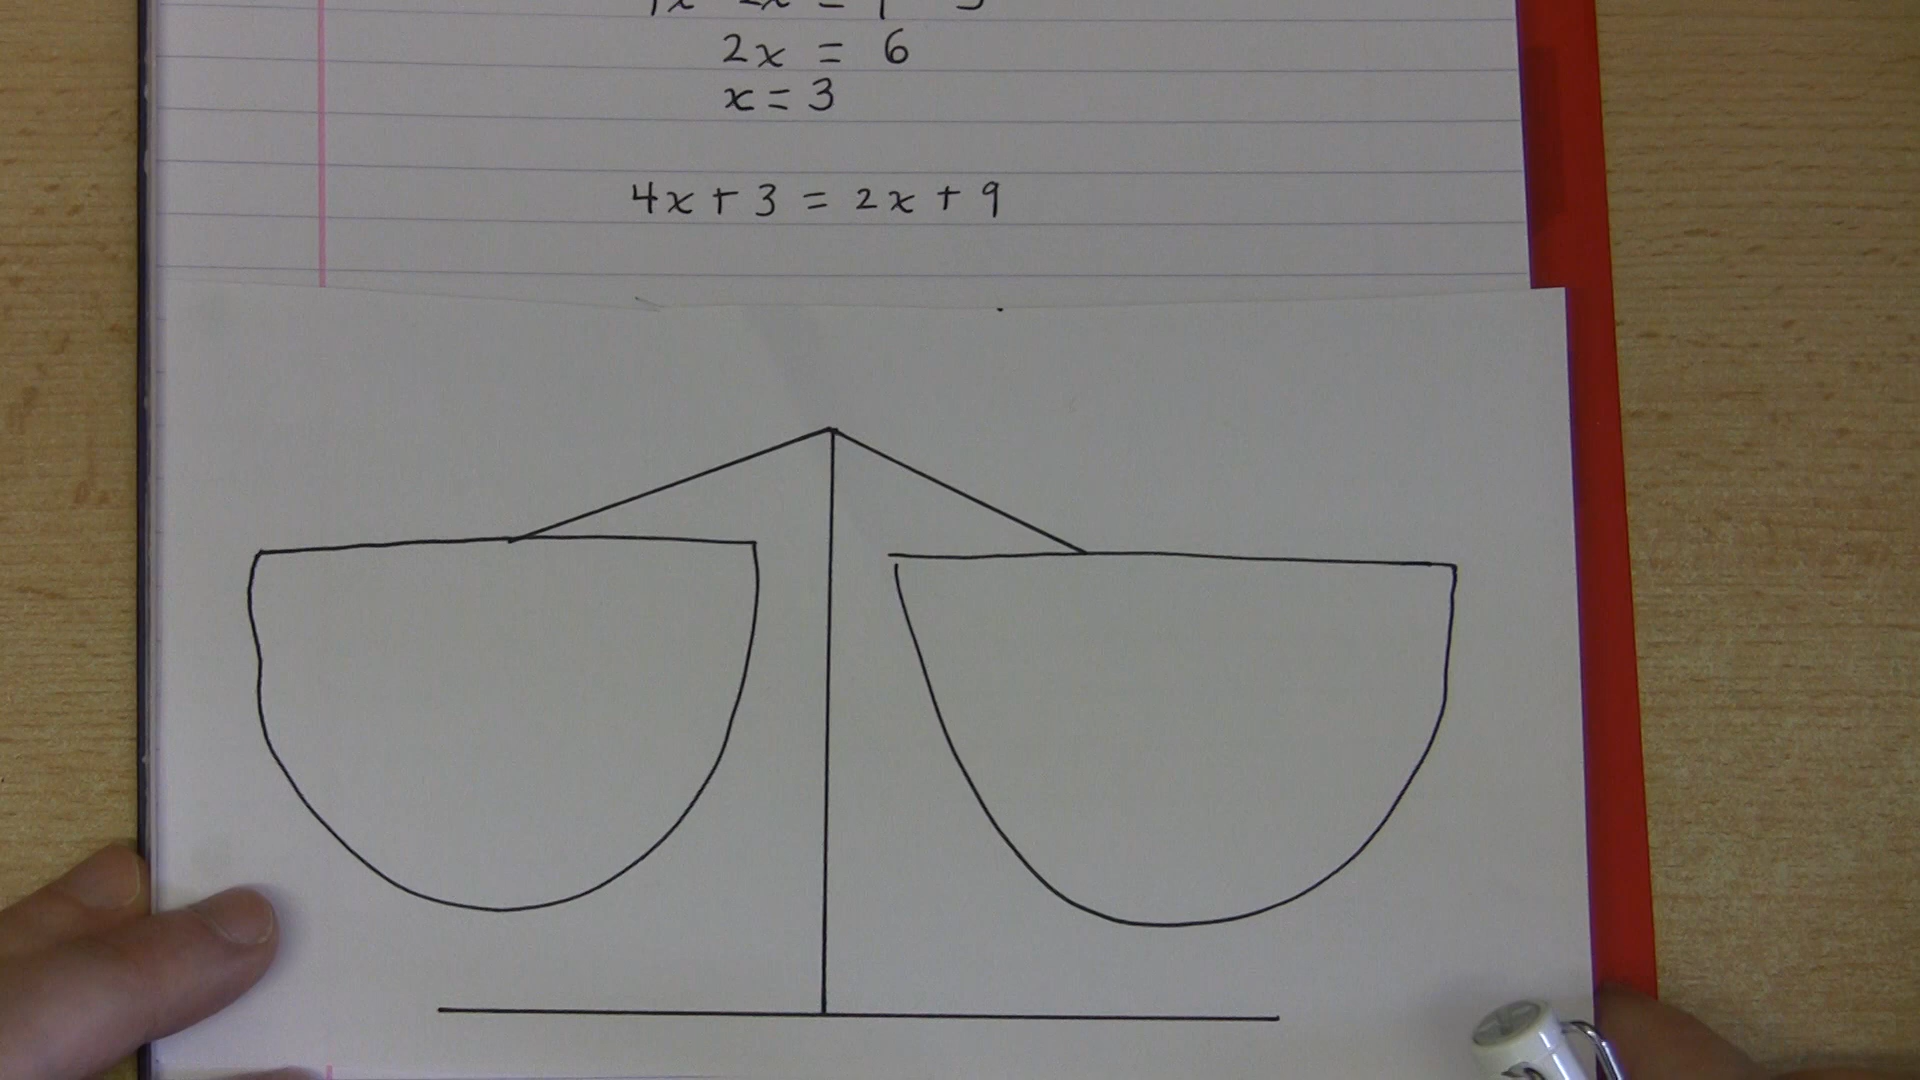 2x = 6
x = 3
4x + 3 = 2x + 9